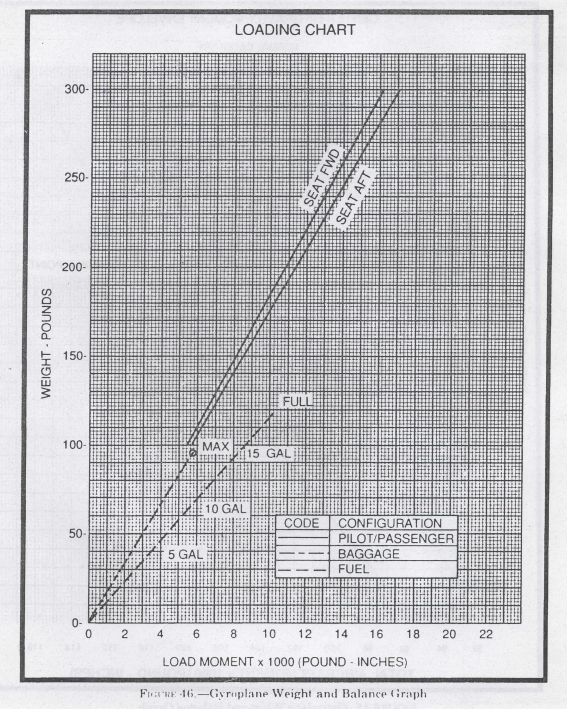 LOADING CHART
300-
250-
200-
150-
100-
50-
0-
WEIGHT - POUNDS
SEAT FWD
SEAT AFT
FULL
MAX
15 GAL
10 GAL
5 GAL
CODE CONFIGURATION
PILOT/PASSENGER
BAGGAGE
FUEL
0 2 4 6 8 10 12 14 16 18 20 22
LOAD MOMENT x 1000 (POUND - INCHES)
FIGURE 46.—Gyroplane Weight and Balance Graph